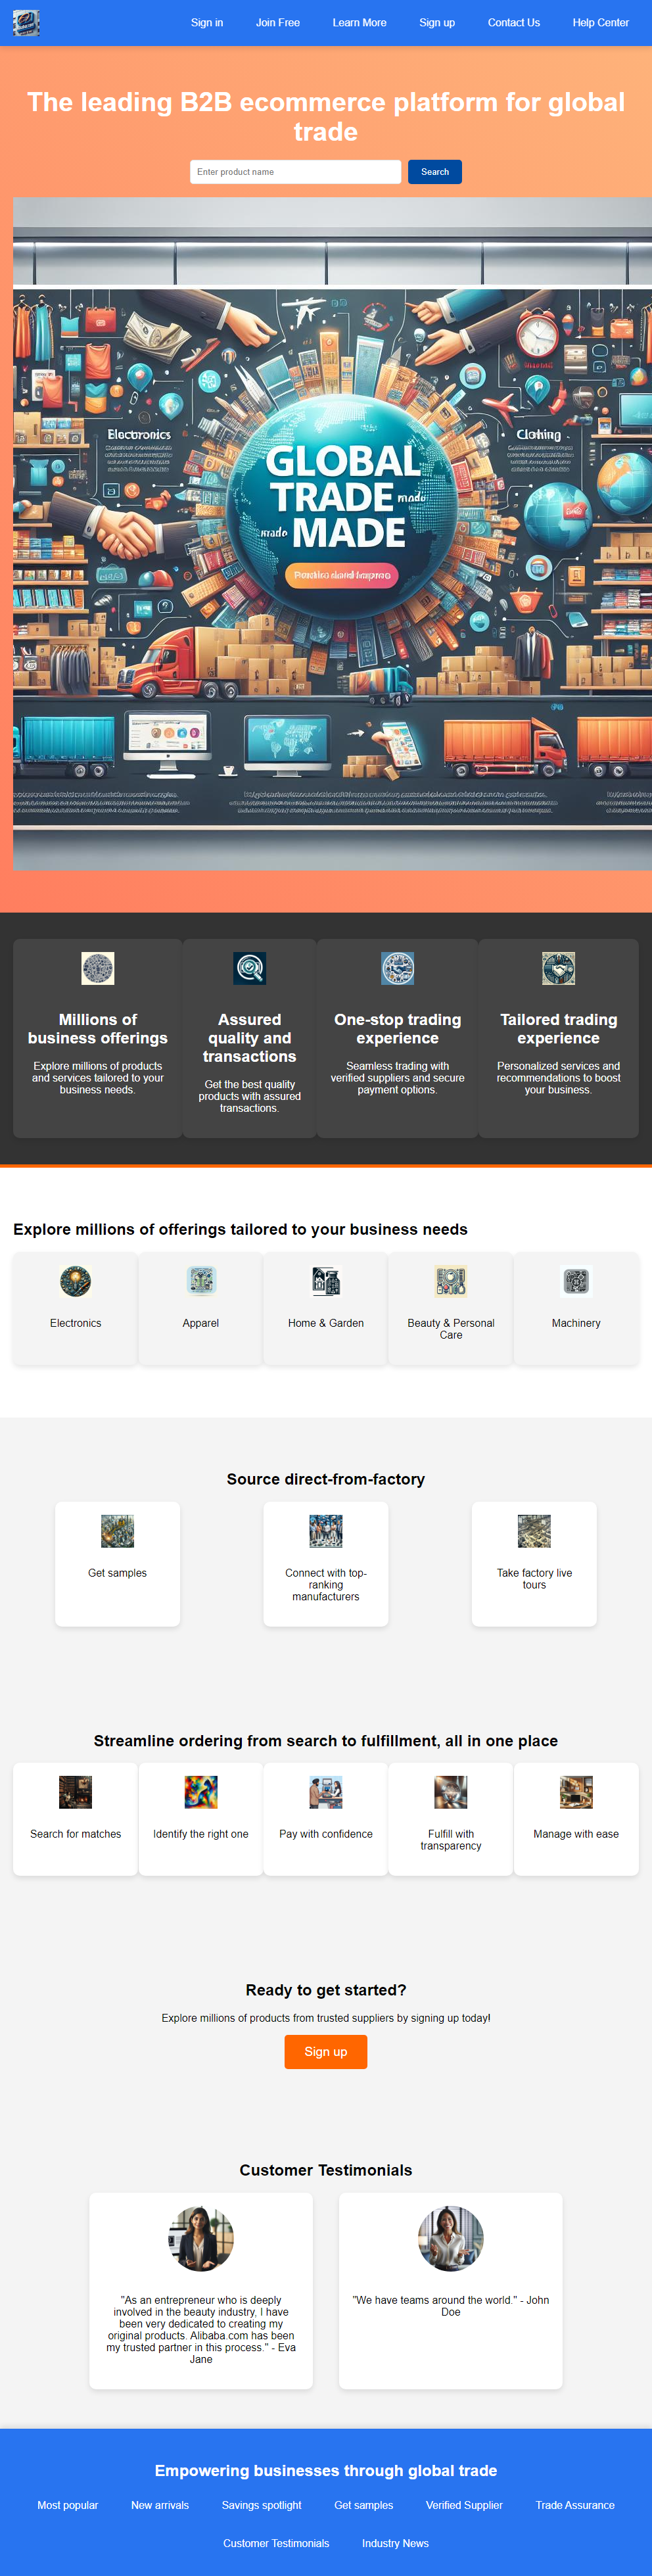 Sign in
Join Free
Learn More
Sign up
Contact Us
Help Center
The leading B2B ecommerce platform for global
trade
Enter product name
Search
Electronics
GLOBAL
TRADE made
made MADE
Millions of
business offerings
Explore millions of products
and services tailored to your
business needs.
Assured
quality and
transactions
Get the best quality
products with assured
transactions.
One-stop trading
experience
Seamless trading with
verified suppliers and secure
payment options.
Tailored trading
experience
Personalized services and
recommendations to boost
your business.
Explore millions of offerings tailored to your business needs
Electronics
Apparel
Home & Garden
Beauty & Personal
Care
Machinery
Source direct-from-factory
Get samples
Connect with top-
ranking
manufacturers
Take factory live
tours
Streamline ordering from search to fulfillment, all in one place
Search for matches
Identify the right one
Pay with confidence
Fulfill with
transparency
Manage with ease
Ready to get started?
Explore millions of products from trusted suppliers by signing up today!
Sign up
Customer Testimonials
"As an entrepreneur who is deeply
involved in the beauty industry, I have
been very dedicated to creating my
original products. Alibaba.com has been
my trusted partner in this process." - Eva
Jane
"We have teams around the world." - John
Doe
Empowering businesses through global trade
Most popular
New arrivals
Savings spotlight
Get samples
Verified Supplier
Trade Assurance
Customer Testimonials
Industry News